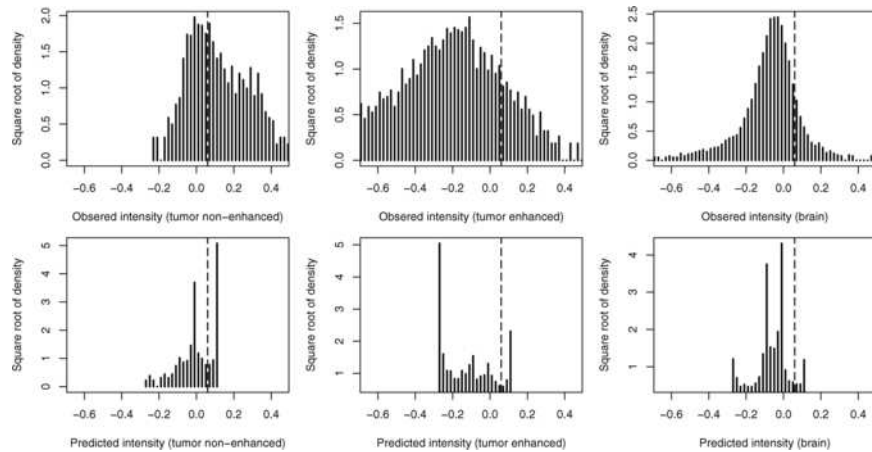 Square root of density
0.0 0.5 1.0 1.5 2.0
−0.6 −0.4 −0.2 0.0 0.2 0.4
Obsered intensity (tumor non−enhanced)
Square root of density
0.0 0.5 1.0 1.5
−0.6 −0.4 −0.2 0.0 0.2 0.4
Obsered intensity (tumor enhanced)
Square root of density
0.0 0.5 1.0 1.5 2.0 2.5
−0.6 −0.4 −0.2 0.0 0.2 0.4
Obsered intensity (brain)
Square root of density
0 1 2 3 4 5
−0.6 −0.4 −0.2 0.0 0.2 0.4
Predicted intensity (tumor non−enhanced)
Square root of density
1 2 3 4 5
−0.6 −0.4 −0.2 0.0 0.2 0.4
Predicted intensity (tumor enhanced)
Square root of density
1 2 3 4
−0.6 −0.4 −0.2 0.0 0.2 0.4
Predicted intensity (brain)